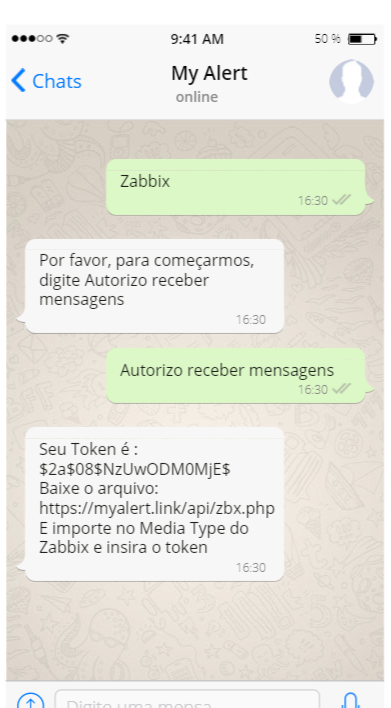 9:41 AM
50 %
Chats
My Alert
online
Zabbix
16:30
Por favor, para começarmos,
digite Autorizo receber
mensagens
16:30
Autorizo receber mensagens
16:30
Seu Token é :
$2a$08$NzUwODM0MjE$
Baixe o arquivo:
https://myalert.link/api/zbx.php
E importe no Media Type do
Zabbix e insira o token
16:30
Digite uma mensa